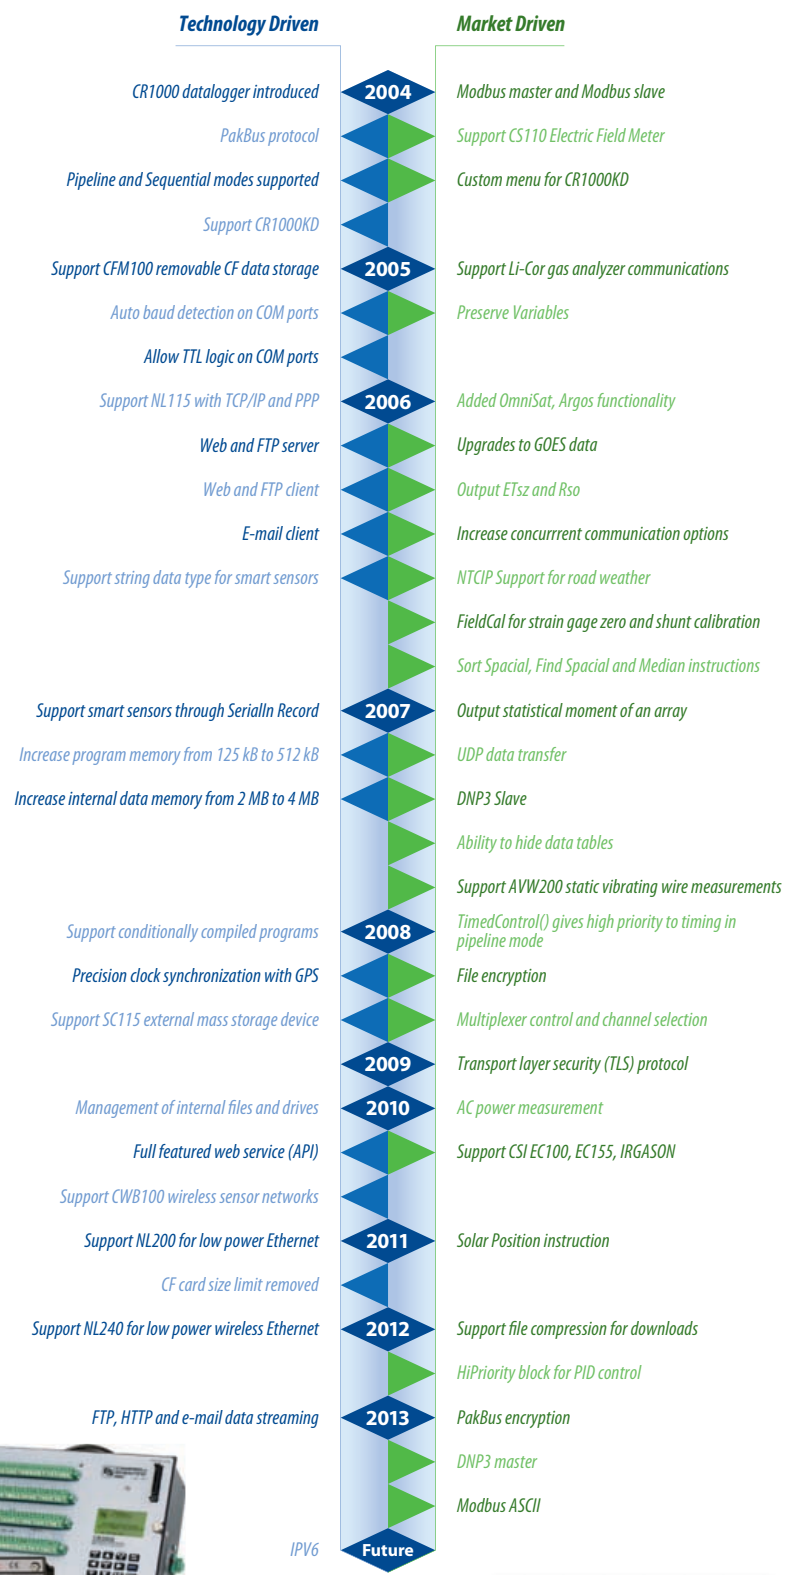 Technology Driven Market Driven
CR1000 datalogger introduced 2004 Modbus master and Modbus slave
PakBus protocol Support CS110 Electric Field Meter
Pipeline and Sequential modes supported Custom menu for CR1000KD
Support CR1000KD
Support CFM100 removable CF data storage 2005 Support Li-Cor gas analyzer communications
Auto baud detection on COM ports Preserve Variables
Allow TTL logic on COM ports
Support NL115 with TCP/IP and PPP 2006 Added OmniSat, Argos functionality
Web and FTP server Upgrades to GOES data
Web and FTP client Output ETsz and Rso
E-mail client Increase concurrrent communication options
Support string data type for smart sensors NTCIP Support for road weather
FieldCal for strain gage zero and shunt calibration
Sort Spacial, Find Spacial and Median instructions
Support smart sensors through SerialIn Record 2007 Output statistical moment of an array
Increase program memory from 125 kB to 512 kB UDP data transfer
Increase internal data memory from 2 MB to 4 MB DNP3 Slave
Ability to hide data tables
Support AVW200 static vibrating wire measurements
Support conditionally compiled programs 2008 TimedControl() gives high priority to timing in
pipeline mode
Precision clock synchronization with GPS File encryption
Support SC115 external mass storage device Multiplexer control and channel selection
2009 Transport layer security (TLS) protocol
Management of internal files and drives 2010 AC power measurement
Full featured web service (API) Support CSI EC100, EC155, IRGASON
Support CWB100 wireless sensor networks
Support NL200 for low power Ethernet 2011 Solar Position instruction
CF card size limit removed
Support NL240 for low power wireless Ethernet 2012 Support file compression for downloads
HiPriority block for PID control
FTP, HTTP and e-mail data streaming 2013 PakBus encryption
DNP3 master
Modbus ASCII
IPV6 Future